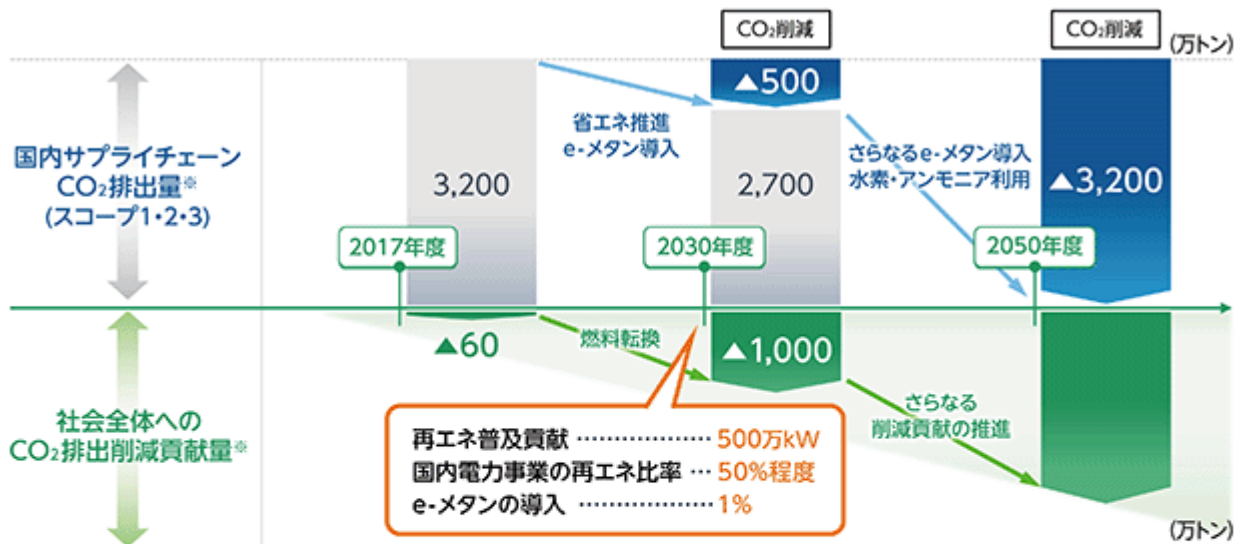 CO₂削減
CO₂削減
(万トン)
▲500
省エネ推進
e-メタン導入
さらなるe-メタン導入
水素・アンモニア利用
国内サプライチェーン
CO₂排出量※
(スコープ1・2・3)
3,200
2,700
▲3,200
2017年度
2030年度
2050年度
▲60
燃料転換
▲1,000
さらなる
削減貢献の推進
社会全体への
CO₂排出削減貢献量※
再エネ普及貢献 ……………… 500万kW
国内電力事業の再エネ比率 … 50%程度
e-メタンの導入 ……………… 1%
(万トン)